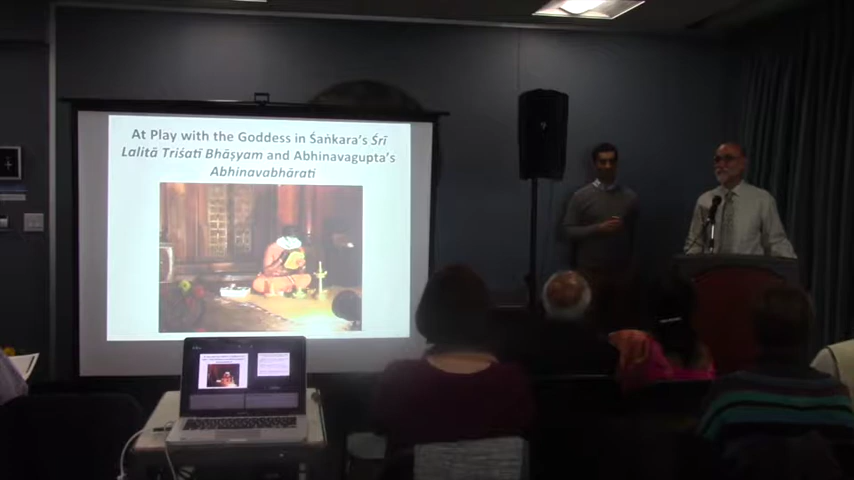 At Play with the Goddess in Śaṅkara's Śrī
Lalitā Triśatī Bhāṣyam and Abhinavagupta's
Abhinavabhāratī